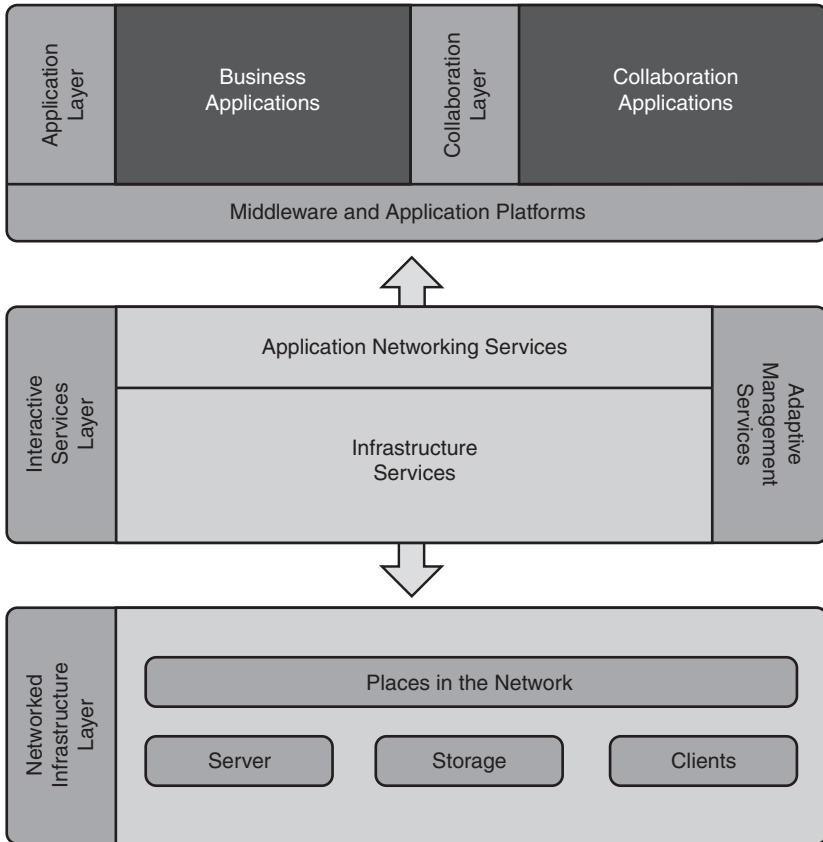 Application
Layer
Business
Applications
Collaboration
Layer
Collaboration
Applications
Middleware and Application Platforms
Interactive
Services
Layer
Application Networking Services
Infrastructure
Services
Adaptive
Management
Services
Networked
Infrastructure
Layer
Places in the Network
Server
Storage
Clients